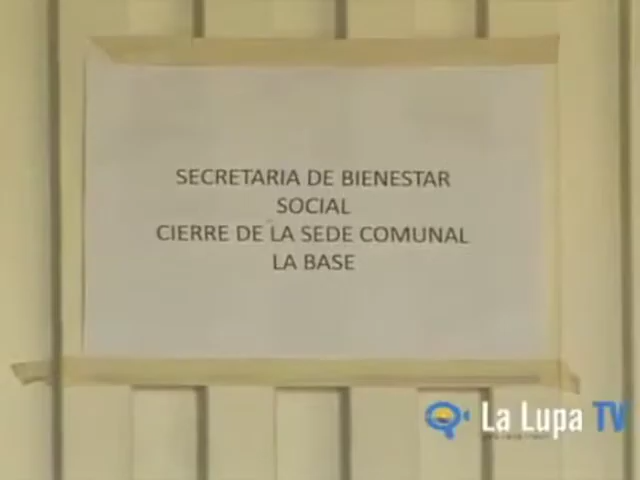 SECRETARIA DE BIENESTAR
SOCIAL
CIERRE DE LA SEDE COMUNAL
LA BASE
La Lupa TV